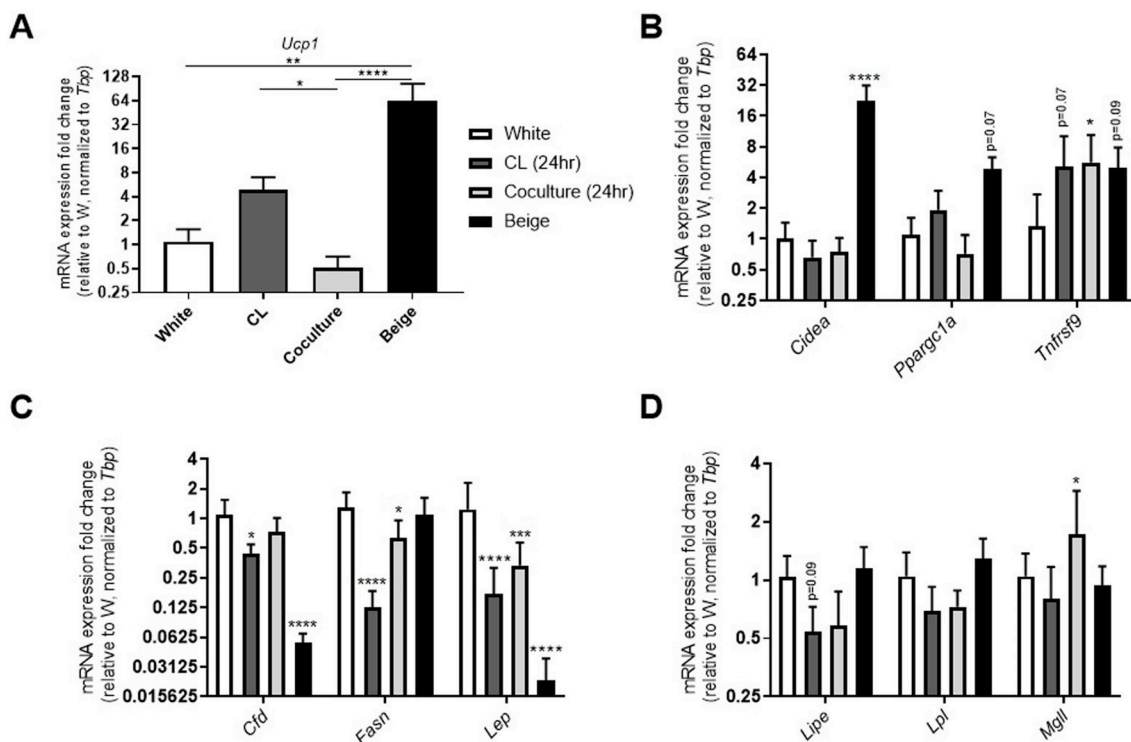 A
Ucp1
**
****
*
mRNA expression fold change
(relative to W, normalized to Tbp)
128
64
32
16
8
4
2
1
0.5
0.25
White
CL
Coculture
Beige
White
CL (24hr)
Coculture (24hr)
Beige
B
mRNA expression fold change
(relative to W, normalized to Tbp)
64
32
16
8
4
2
1
0.5
0.25
****
p=0.07
p=0.07
*
p=0.09
Cidea
Ppargc1a
Tnfrsf9
C
mRNA expression fold change
(relative to W, normalized to Tbp)
4
2
1
0.5
0.25
0.125
0.0625
0.03125
0.015625
*
****
****
*
****
***
****
Cfd
Fasn
Lep
D
mRNA expression fold change
(relative to W, normalized to Tbp)
4
2
1
0.5
0.25
p=0.09
*
Lipe
Lpl
Mgll